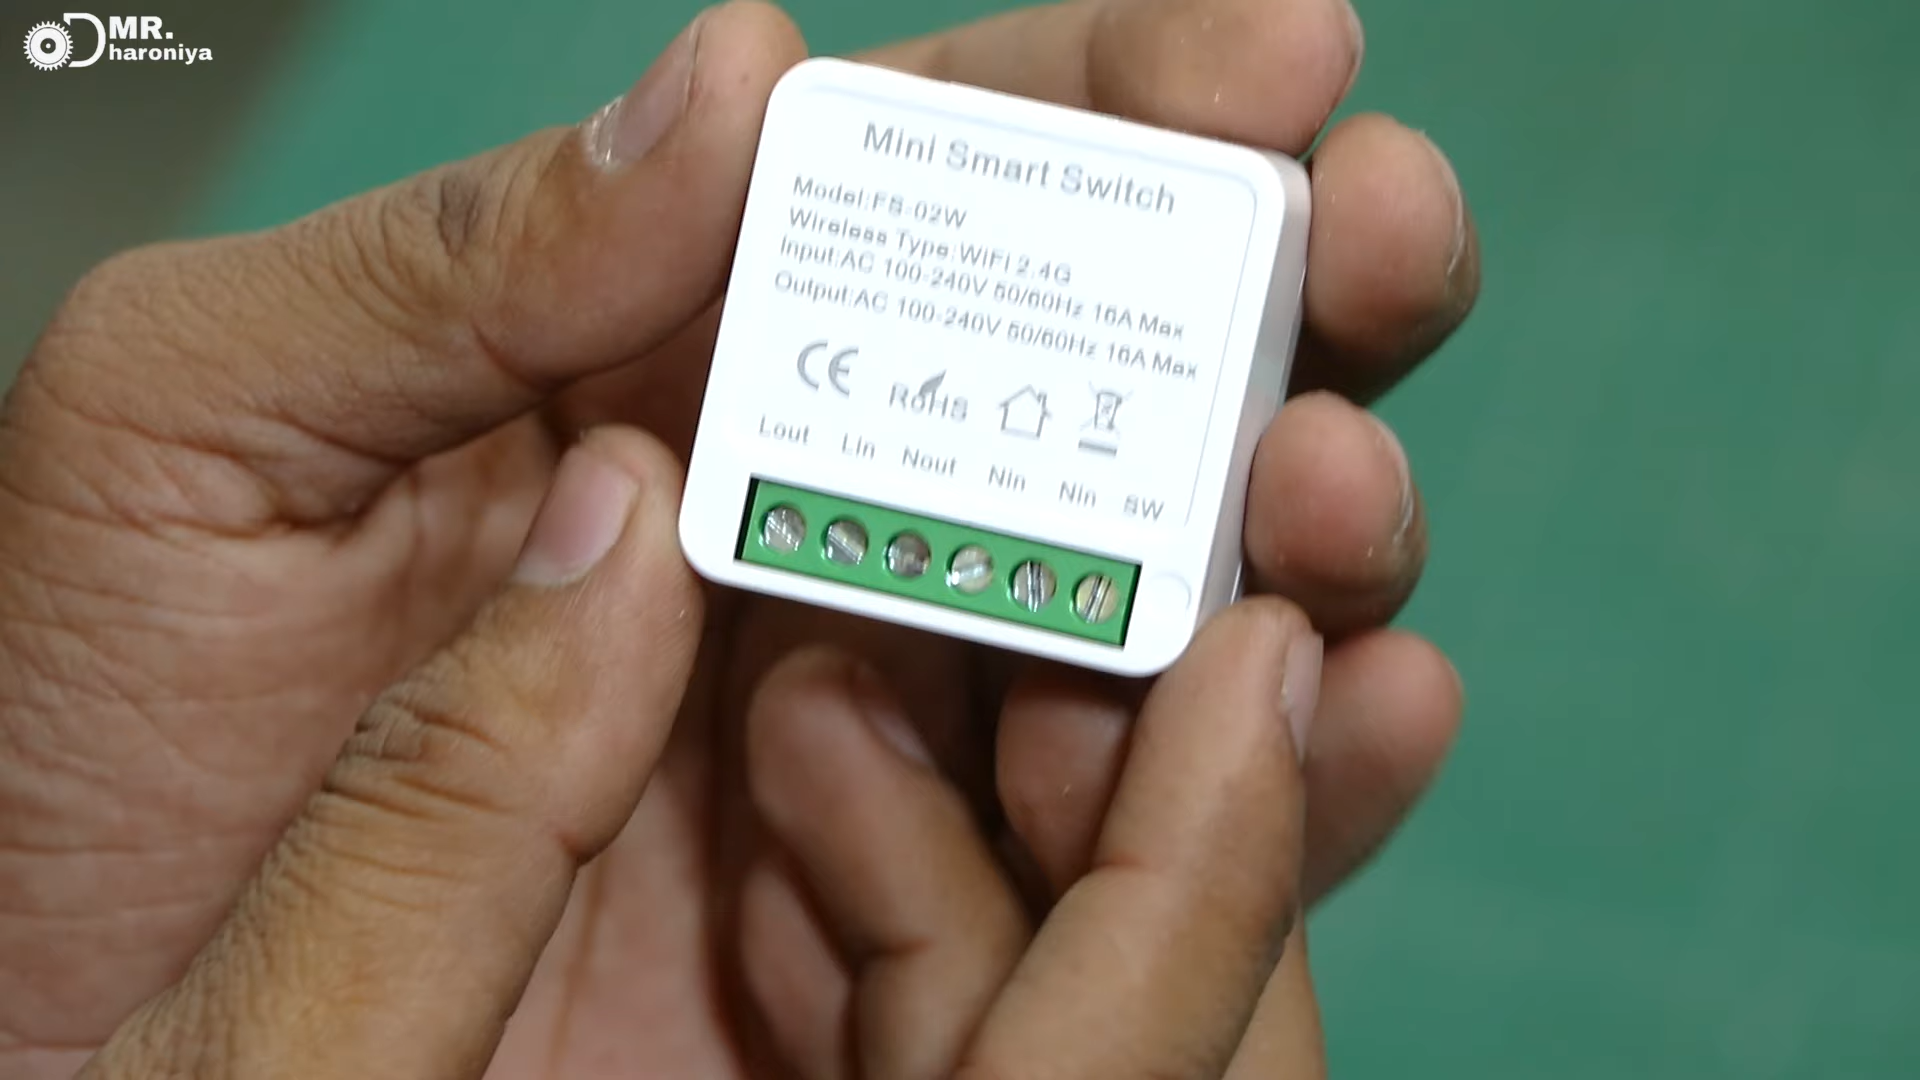 MR.
Dharoniya
Mini Smart Switch
Model:FS-02W
Wireless Type:WiFi 2.4G
Input:AC 100-240V 50/60Hz 16A Max
Output:AC 100-240V 50/60Hz 16A Max
CE RoHS
Lout Lin Nout Nin Nin SW